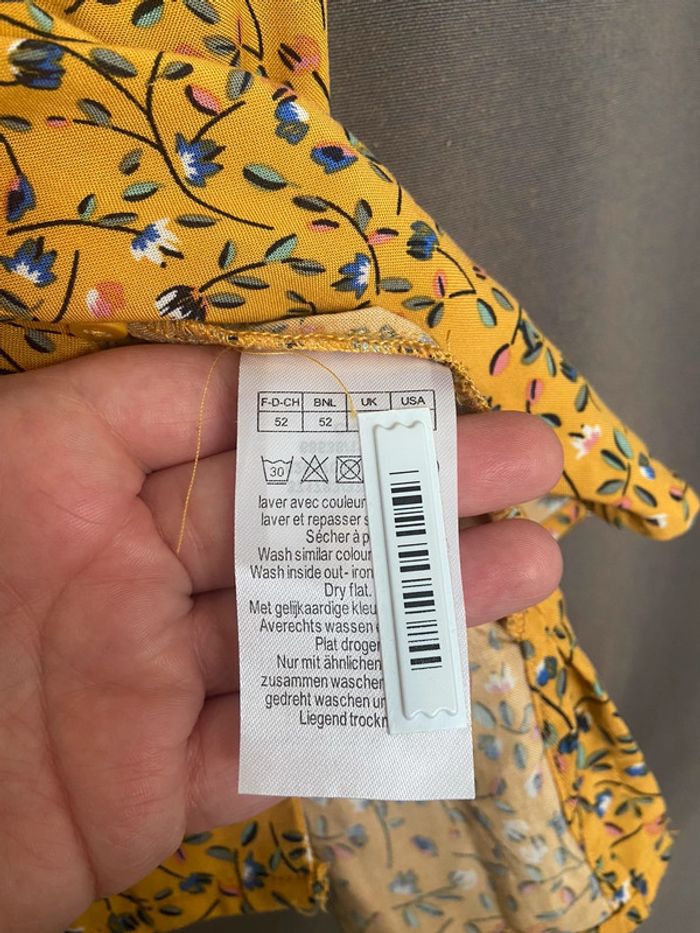 F-D-CH BNL UK USA
52 52
30
laver avec couleur
laver et repasser
Sécher à p
Wash similar colour
Wash inside out- iron
Dry flat.
Met gelijkaardige kleu
Averechts wassen
Plat droger
Nur mit ähnlichen
zusammen wascher
gedreht waschen un
Liegend trockn